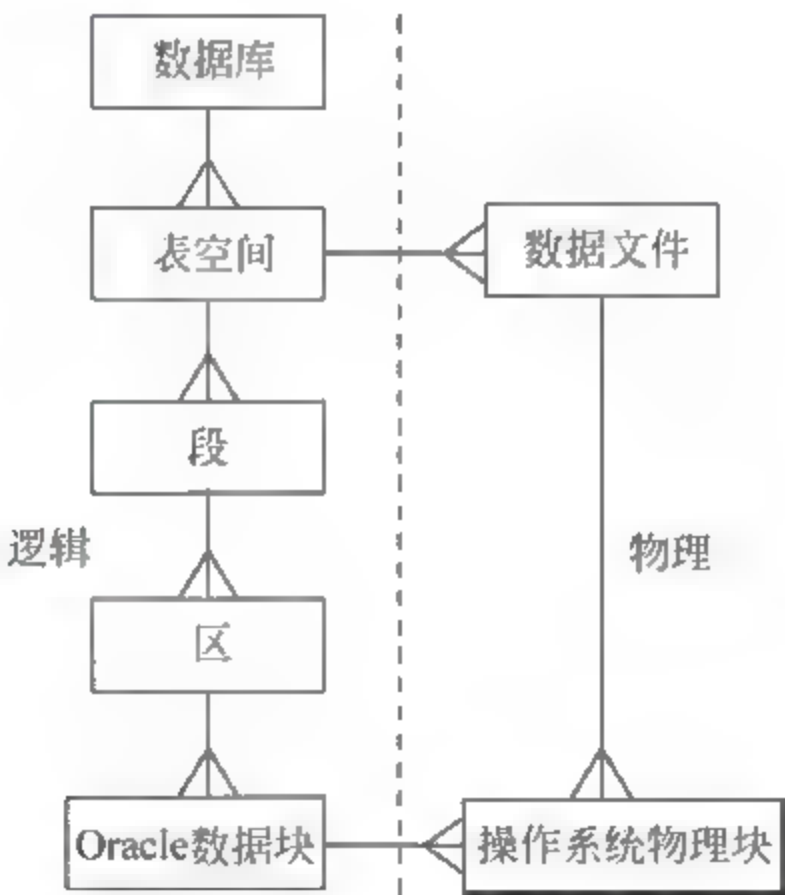 数据库
表空间
数据文件
段
逻辑
物理
区
Oracle数据块
操作系统物理块